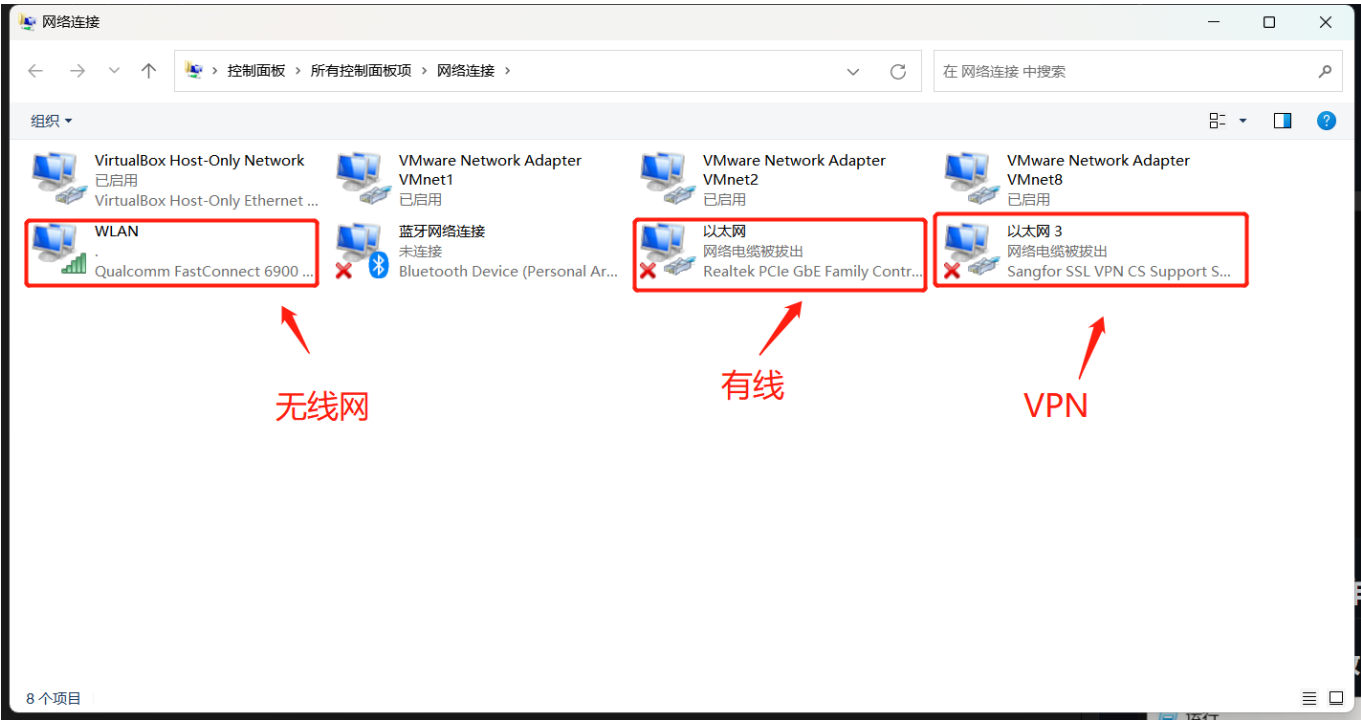 网络连接
控制面板 › 所有控制面板项 › 网络连接 ›
在 网络连接 中搜索
组织
VirtualBox Host-Only Network
已启用
VirtualBox Host-Only Ethernet ...
VMware Network Adapter
VMnet1
已启用
VMware Network Adapter
VMnet2
已启用
VMware Network Adapter
VMnet8
已启用
WLAN
.
Qualcomm FastConnect 6900 ...
蓝牙网络连接
未连接
Bluetooth Device (Personal Ar...
以太网
网络电缆被拔出
Realtek PCIe GbE Family Contr...
以太网 3
网络电缆被拔出
Sangfor SSL VPN CS Support S...
无线网
有线
VPN
8 个项目
运行